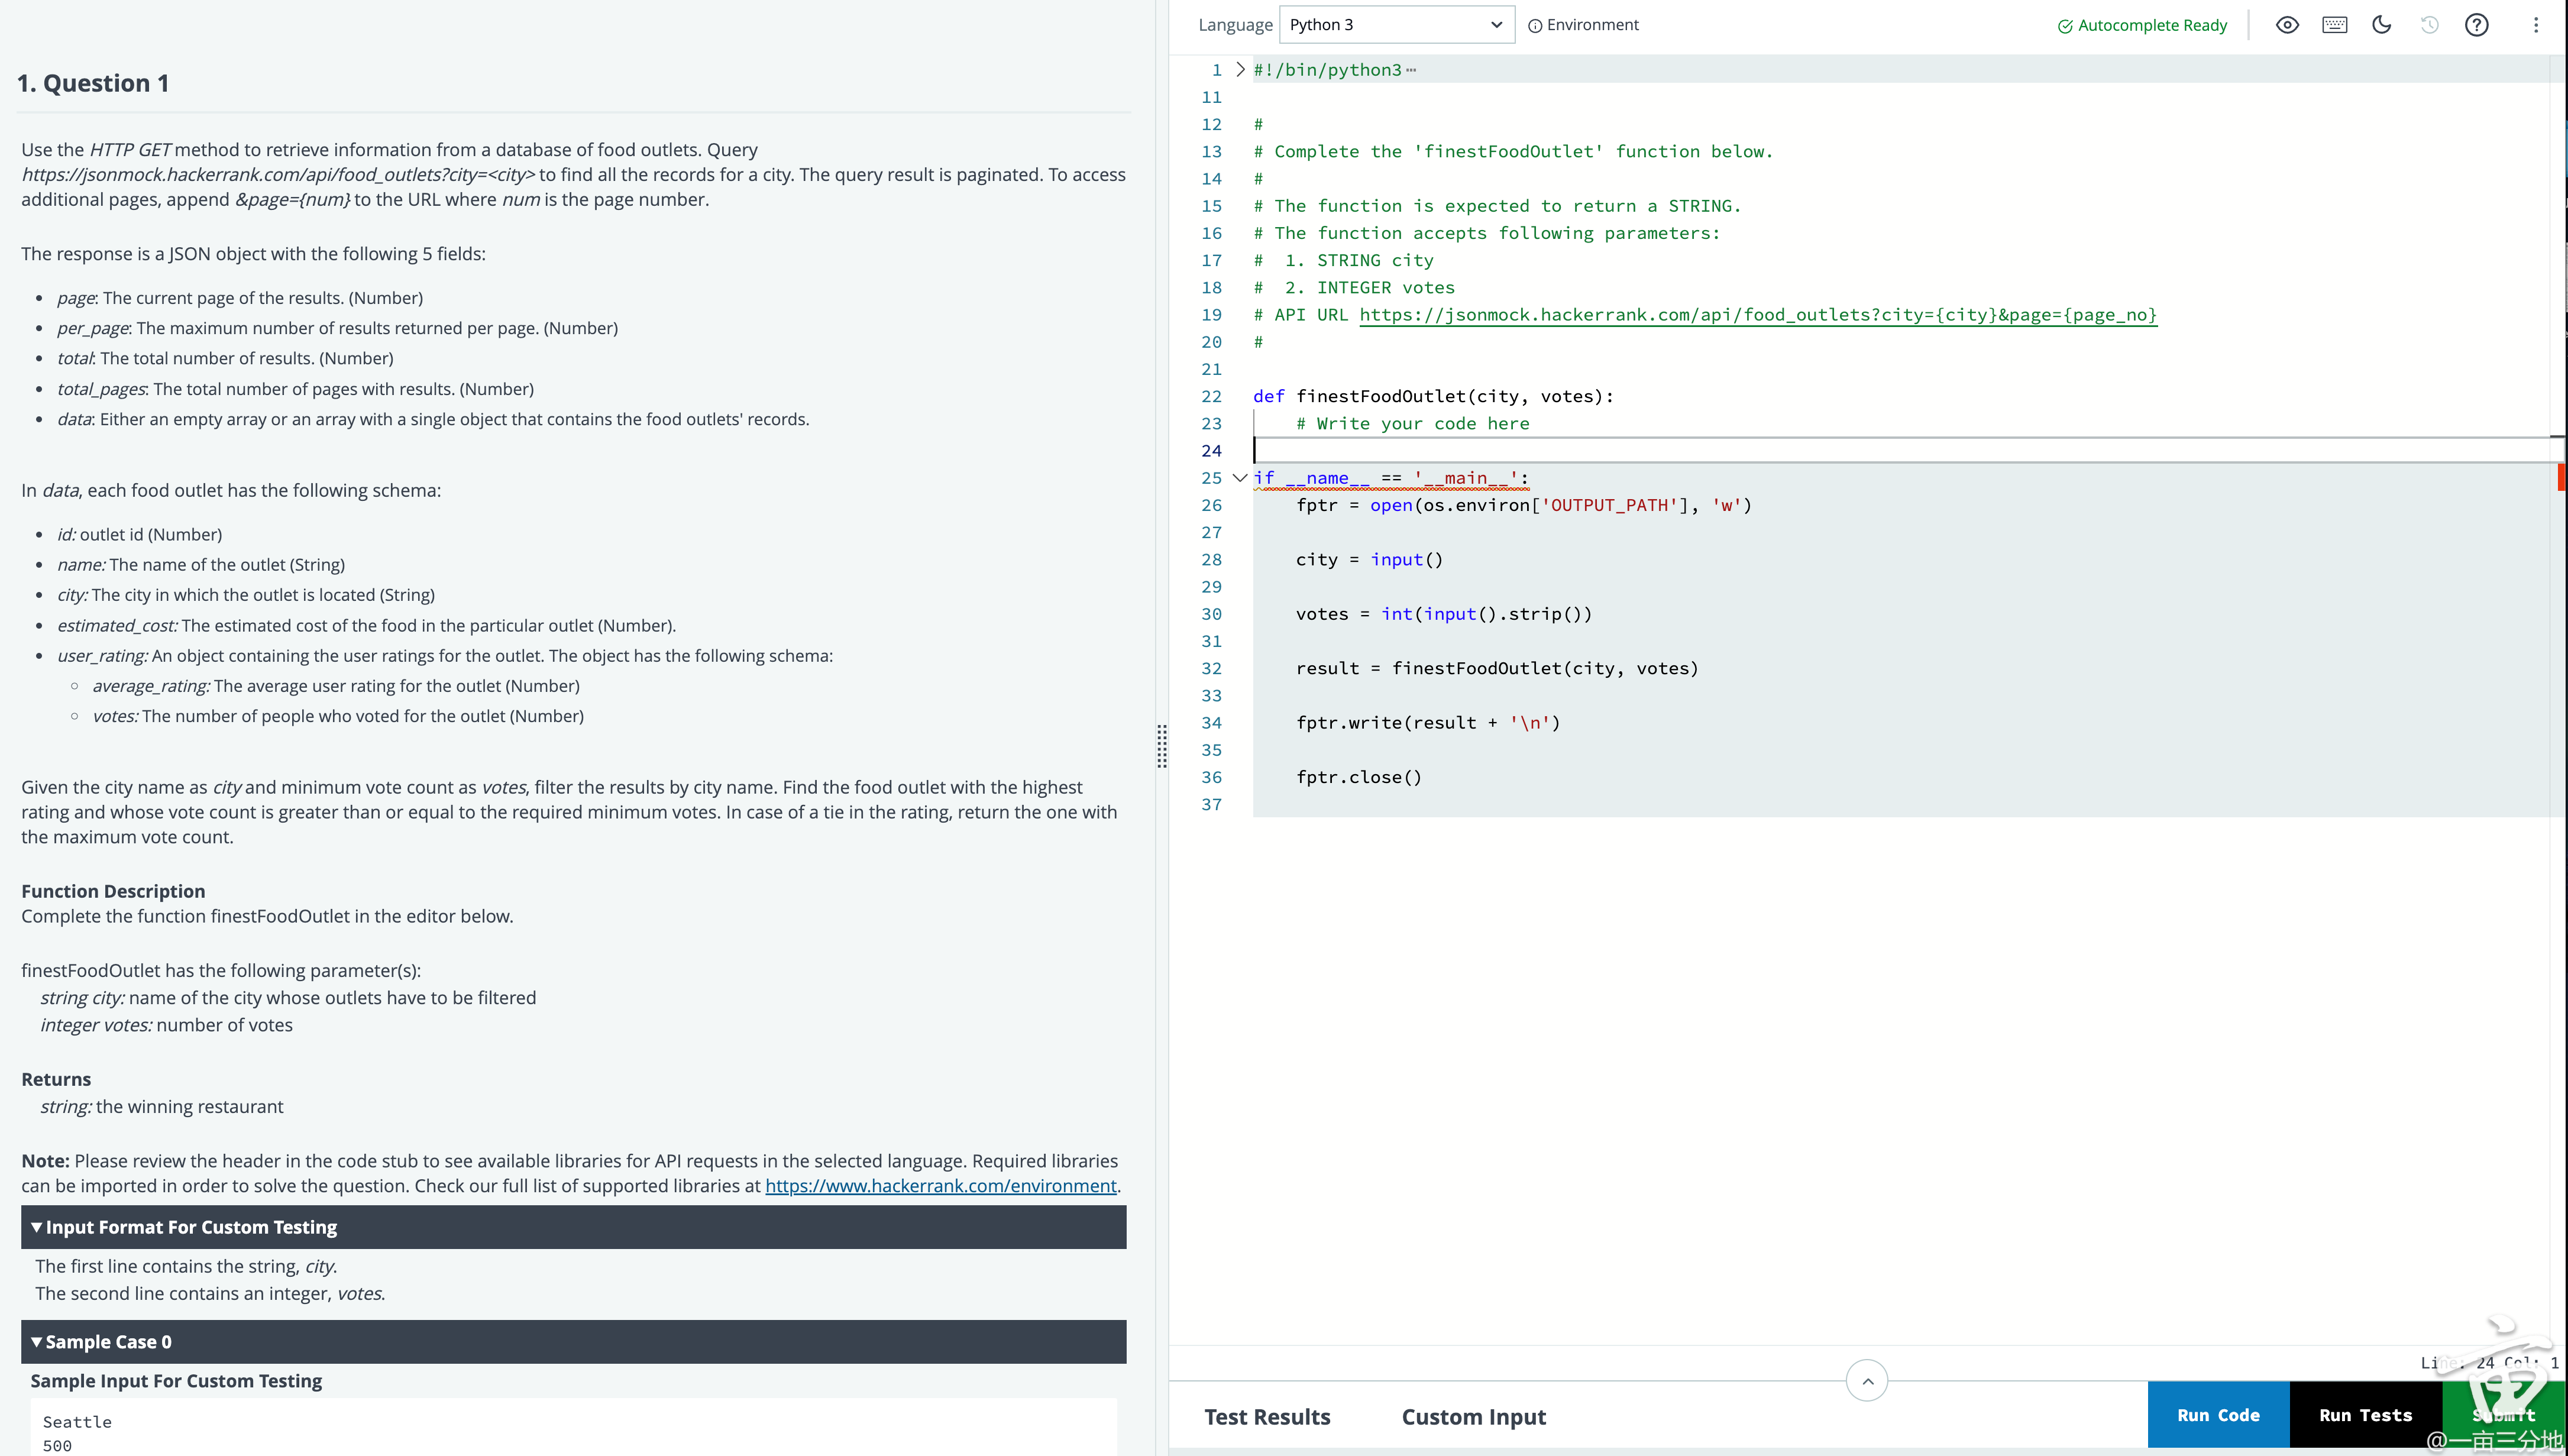 1. Question 1
Use the HTTP GET method to retrieve information from a database of food outlets. Query
https://jsonmock.hackerrank.com/api/food_outlets?city=<city> to find all the records for a city. The query result is paginated. To access
additional pages, append &page={num} to the URL where num is the page number.
The response is a JSON object with the following 5 fields:
• page: The current page of the results. (Number)
• per_page: The maximum number of results returned per page. (Number)
• total: The total number of results. (Number)
• total_pages: The total number of pages with results. (Number)
• data: Either an empty array or an array with a single object that contains the food outlets' records.
In data, each food outlet has the following schema:
• id: outlet id (Number)
• name: The name of the outlet (String)
• city: The city in which the outlet is located (String)
• estimated_cost: The estimated cost of the food in the particular outlet (Number).
• user_rating: An object containing the user ratings for the outlet. The object has the following schema:
◦ average_rating: The average user rating for the outlet (Number)
◦ votes: The number of people who voted for the outlet (Number)
Given the city name as city and minimum vote count as votes, filter the results by city name. Find the food outlet with the highest
rating and whose vote count is greater than or equal to the required minimum votes. In case of a tie in the rating, return the one with
the maximum vote count.
Function Description
Complete the function finestFoodOutlet in the editor below.
finestFoodOutlet has the following parameter(s):
string city: name of the city whose outlets have to be filtered
integer votes: number of votes
Returns
string: the winning restaurant
Note: Please review the header in the code stub to see available libraries for API requests in the selected language. Required libraries
can be imported in order to solve the question. Check our full list of supported libraries at https://www.hackerrank.com/environment.
▼Input Format For Custom Testing
The first line contains the string, city.
The second line contains an integer, votes.
▼Sample Case 0
Sample Input For Custom Testing
Seattle
500
Language Python 3 Environment Autocomplete Ready
1 #!/bin/python3⋯
11
12 #
13 # Complete the 'finestFoodOutlet' function below.
14 #
15 # The function is expected to return a STRING.
16 # The function accepts following parameters:
17 #  1. STRING city
18 #  2. INTEGER votes
19 # API URL https://jsonmock.hackerrank.com/api/food_outlets?city={city}&page={page_no}
20 #
21
22 def finestFoodOutlet(city, votes):
23     # Write your code here
24
25 if __name__ == '__main__':
26     fptr = open(os.environ['OUTPUT_PATH'], 'w')
27
28     city = input()
29
30     votes = int(input().strip())
31
32     result = finestFoodOutlet(city, votes)
33
34     fptr.write(result + '\n')
35
36     fptr.close()
37
Line: 24 Col: 1
Test Results Custom Input Run Code Run Tests Submit
@一亩三分地